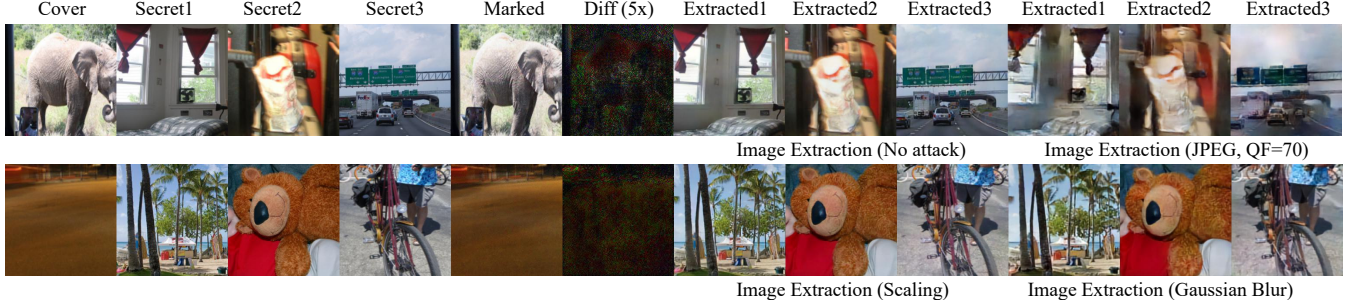 Cover Secret1 Secret2 Secret3 Marked Diff (5x) Extracted1 Extracted2 Extracted3 Extracted1 Extracted2 Extracted3
Image Extraction (No attack) Image Extraction (JPEG, QF=70)
Image Extraction (Scaling) Image Extraction (Gaussian Blur)